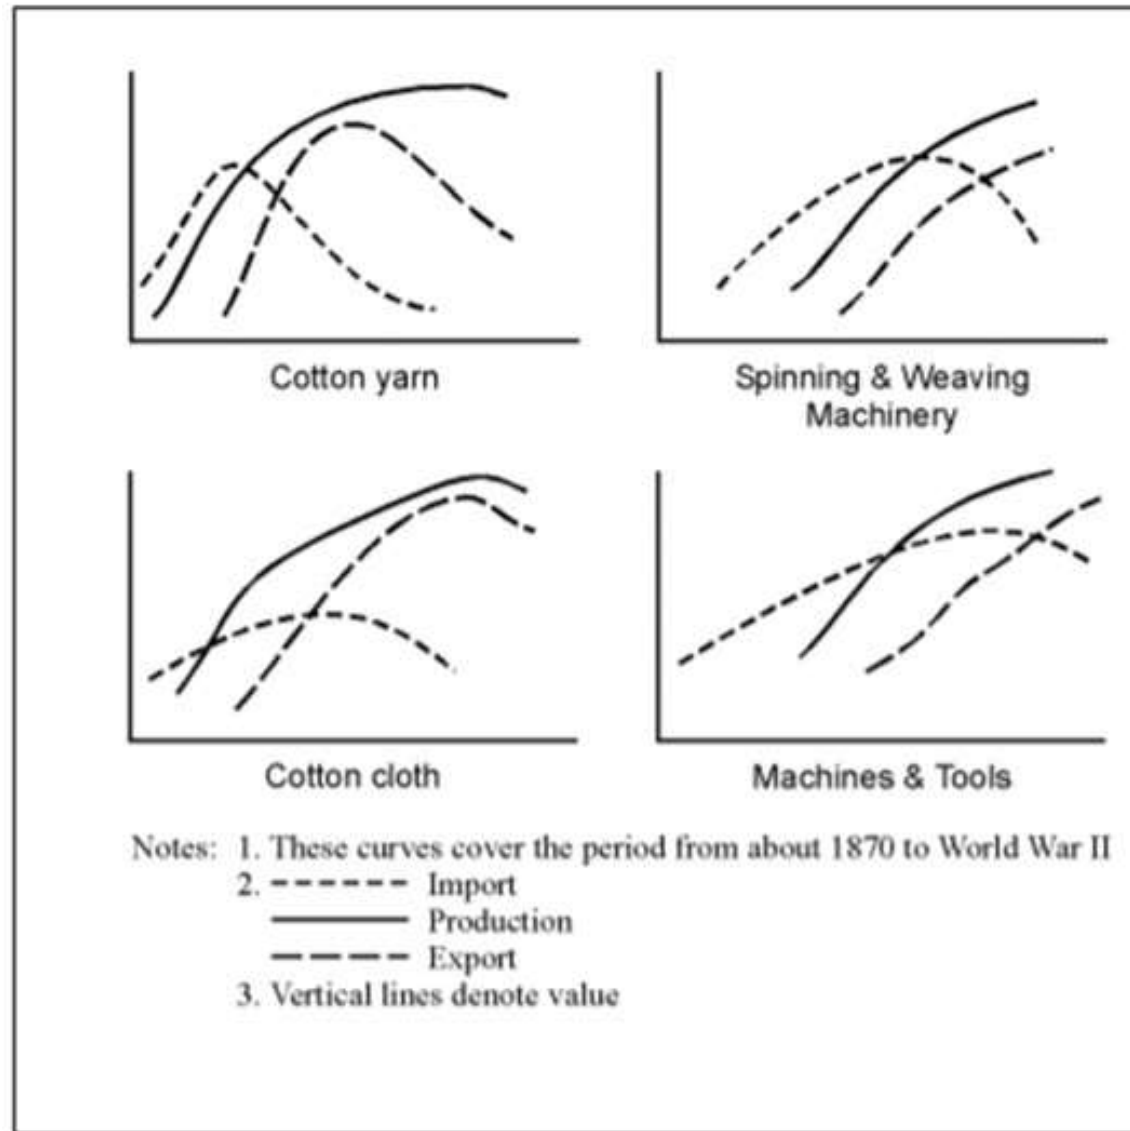 Cotton yarn
Spinning & Weaving
Machinery
Cotton cloth
Machines & Tools
Notes: 1. These curves cover the period from about 1870 to World War II
2. Import
Production
Export
3. Vertical lines denote value